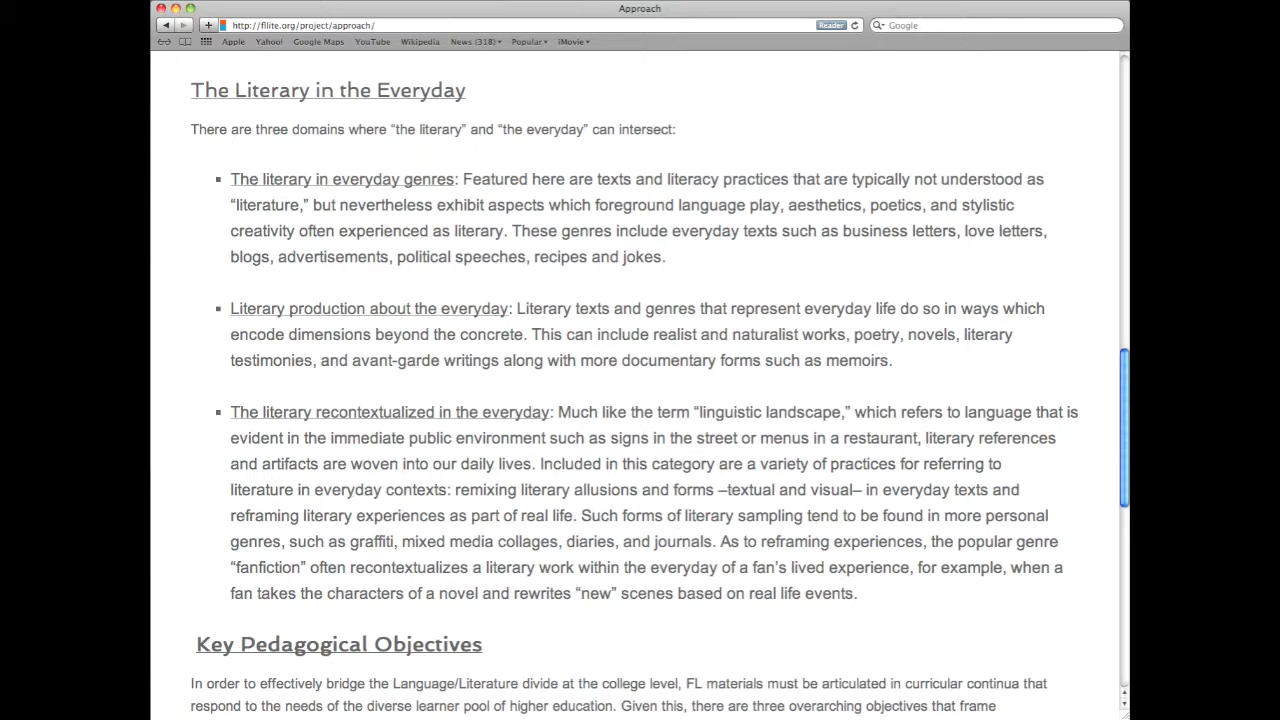 Approach
http://fllite.org/project/approach/
Reader
Google
Apple Yahoo! Google Maps YouTube Wikipedia News (318) Popular iMovie
The Literary in the Everyday
There are three domains where “the literary” and “the everyday” can intersect:
The literary in everyday genres: Featured here are texts and literacy practices that are typically not understood as
“literature,” but nevertheless exhibit aspects which foreground language play, aesthetics, poetics, and stylistic
creativity often experienced as literary. These genres include everyday texts such as business letters, love letters,
blogs, advertisements, political speeches, recipes and jokes.
Literary production about the everyday: Literary texts and genres that represent everyday life do so in ways which
encode dimensions beyond the concrete. This can include realist and naturalist works, poetry, novels, literary
testimonies, and avant-garde writings along with more documentary forms such as memoirs.
The literary recontextualized in the everyday: Much like the term “linguistic landscape,” which refers to language that is
evident in the immediate public environment such as signs in the street or menus in a restaurant, literary references
and artifacts are woven into our daily lives. Included in this category are a variety of practices for referring to
literature in everyday contexts: remixing literary allusions and forms –textual and visual– in everyday texts and
reframing literary experiences as part of real life. Such forms of literary sampling tend to be found in more personal
genres, such as graffiti, mixed media collages, diaries, and journals. As to reframing experiences, the popular genre
“fanfiction” often recontextualizes a literary work within the everyday of a fan’s lived experience, for example, when a
fan takes the characters of a novel and rewrites “new” scenes based on real life events.
Key Pedagogical Objectives
In order to effectively bridge the Language/Literature divide at the college level, FL materials must be articulated in curricular continua that
respond to the needs of the diverse learner pool of higher education. Given this, there are three overarching objectives that frame